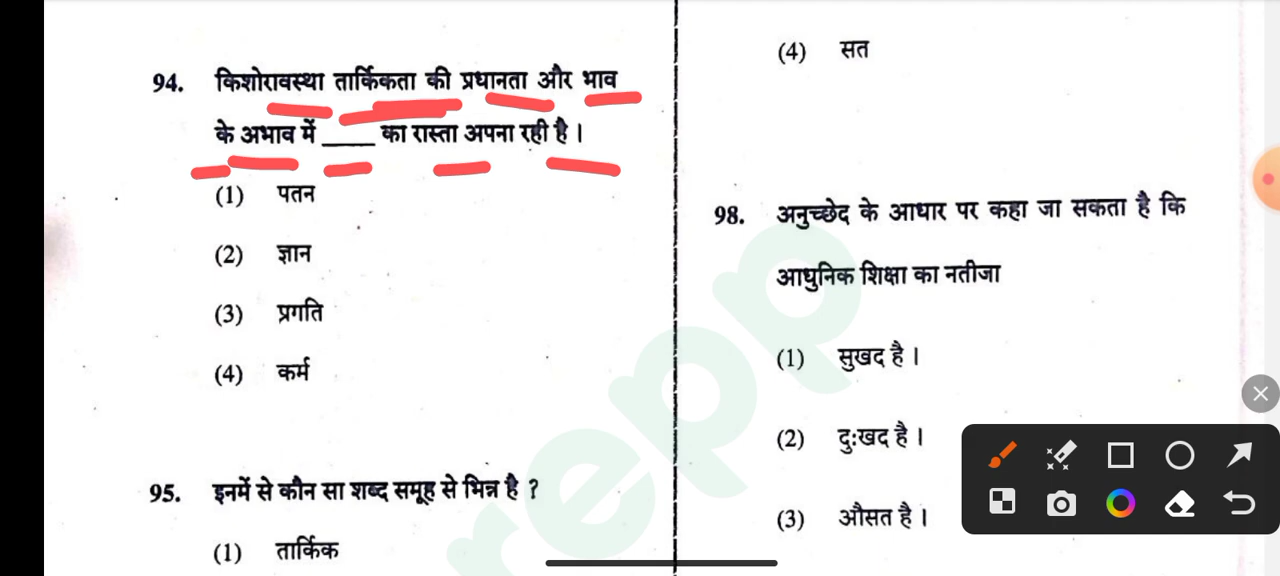 94. किशोरावस्था तार्किकता की प्रधानता और भाव
के अभाव में ____ का रास्ता अपना रही है ।
(1) पतन
(2) ज्ञान
(3) प्रगति
(4) कर्म
95. इनमें से कौन सा शब्द समूह से भिन्न है ?
(1) तार्किक
(4) सत
98. अनुच्छेद के आधार पर कहा जा सकता है कि
आधुनिक शिक्षा का नतीजा
(1) सुखद है ।
(2) दुःखद है ।
(3) औसत है ।
repp